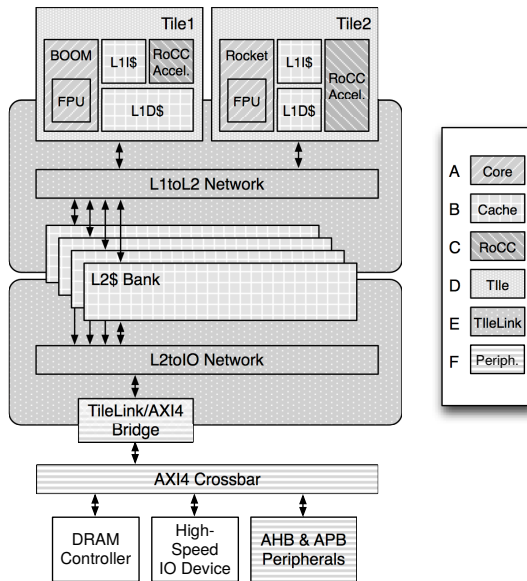 Tile1
Tile2
BOOM
L1I$
RoCC
Accel.
FPU
L1D$
Rocket
L1I$
RoCC
Accel.
FPU
L1D$
L1toL2 Network
L2$ Bank
L2toIO Network
TileLink/AXI4
Bridge
AXI4 Crossbar
DRAM
Controller
High-
Speed
IO Device
AHB & APB
Peripherals
A Core
B Cache
C RoCC
D TIle
E TIleLink
F Periph.